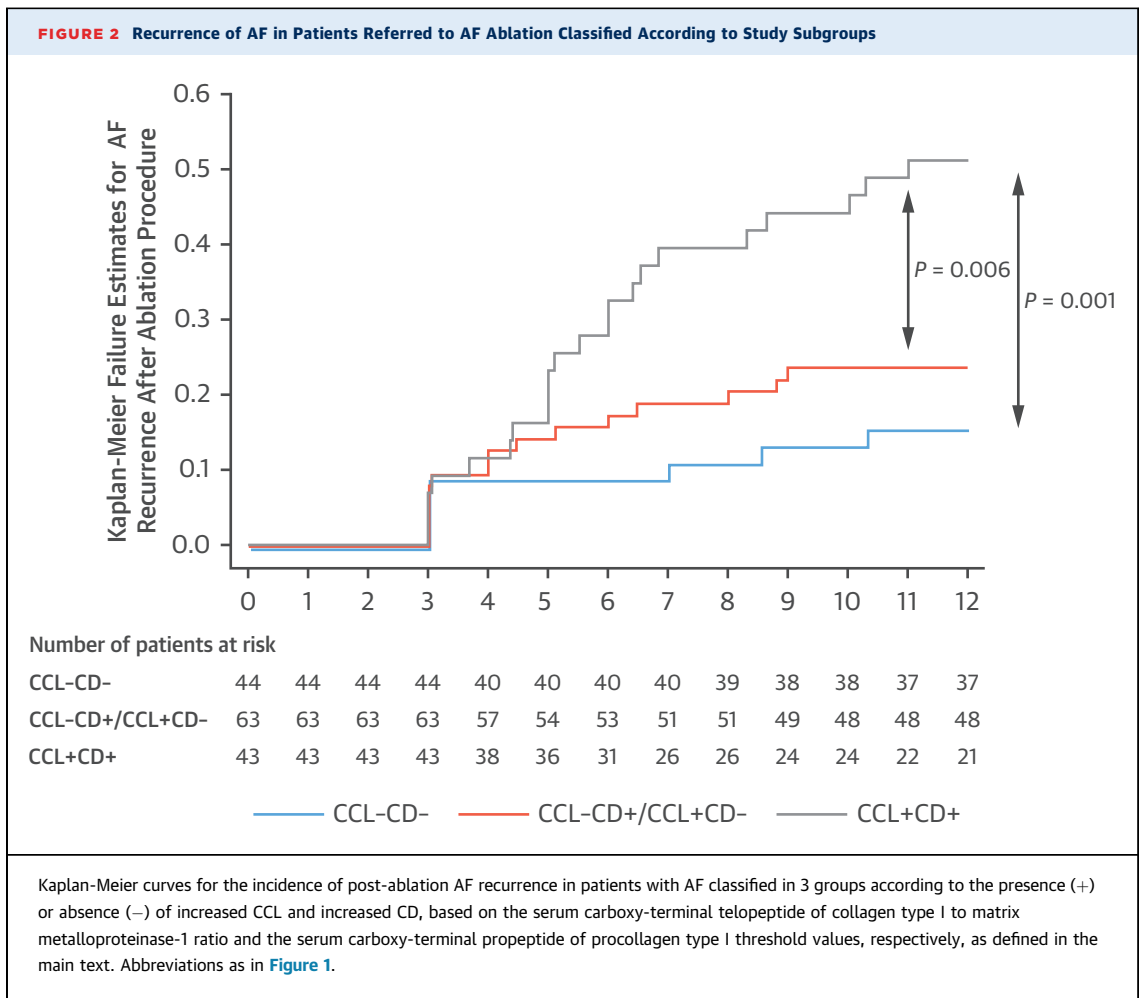 FIGURE 2 Recurrence of AF in Patients Referred to AF Ablation Classified According to Study Subgroups
Kaplan-Meier Failure Estimates for AF
Recurrence After Ablation Procedure
0.6
0.5
0.4
0.3
0.2
0.1
0.0
P = 0.006
P = 0.001
0 1 2 3 4 5 6 7 8 9 10 11 12
Number of patients at risk
CCL-CD- 44 44 44 44 40 40 40 40 39 38 38 37 37
CCL-CD+/CCL+CD- 63 63 63 63 57 54 53 51 51 49 48 48 48
CCL+CD+ 43 43 43 43 38 36 31 26 26 24 24 22 21
CCL-CD- CCL-CD+/CCL+CD- CCL+CD+
Kaplan-Meier curves for the incidence of post-ablation AF recurrence in patients with AF classified in 3 groups according to the presence (+)
or absence (−) of increased CCL and increased CD, based on the serum carboxy-terminal telopeptide of collagen type I to matrix
metalloproteinase-1 ratio and the serum carboxy-terminal propeptide of procollagen type I threshold values, respectively, as defined in the
main text. Abbreviations as in Figure 1.